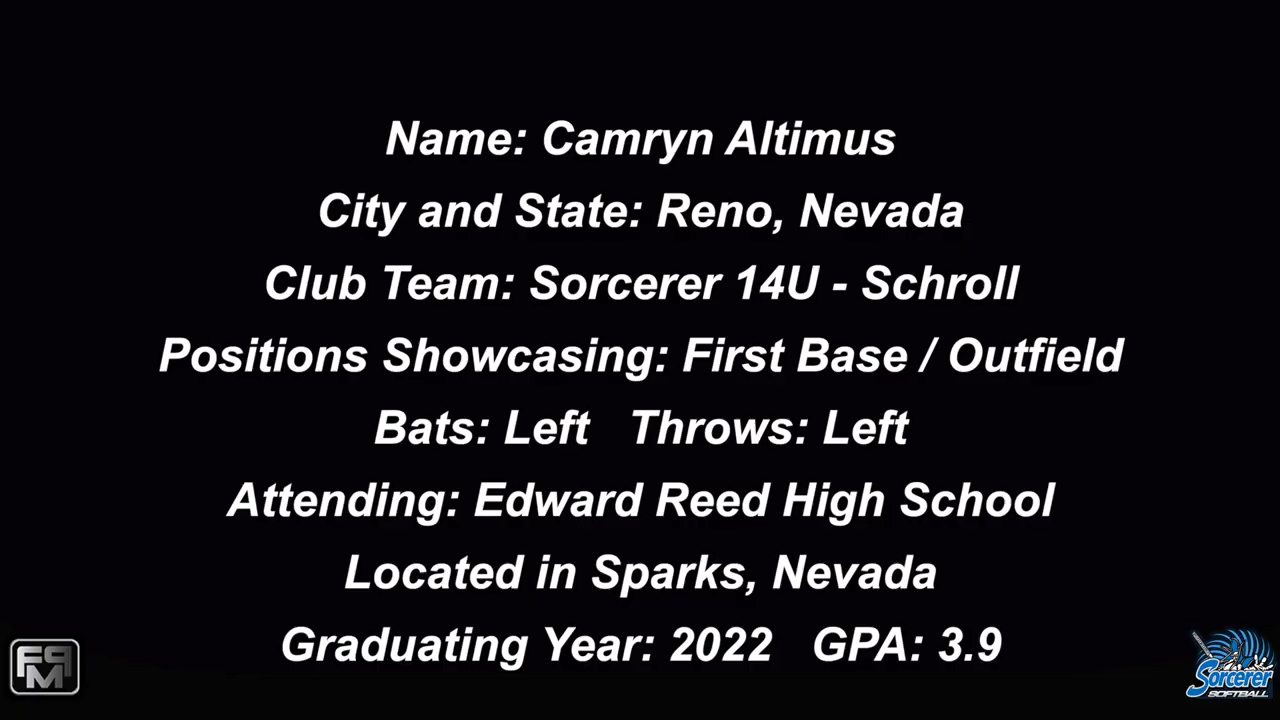 Name: Camryn Altimus
City and State: Reno, Nevada
Club Team: Sorcerer 14U - Schroll
Positions Showcasing: First Base / Outfield
Bats: Left   Throws: Left
Attending: Edward Reed High School
Located in Sparks, Nevada
Graduating Year: 2022   GPA: 3.9
FPM
Sorcerer
SOFTBALL